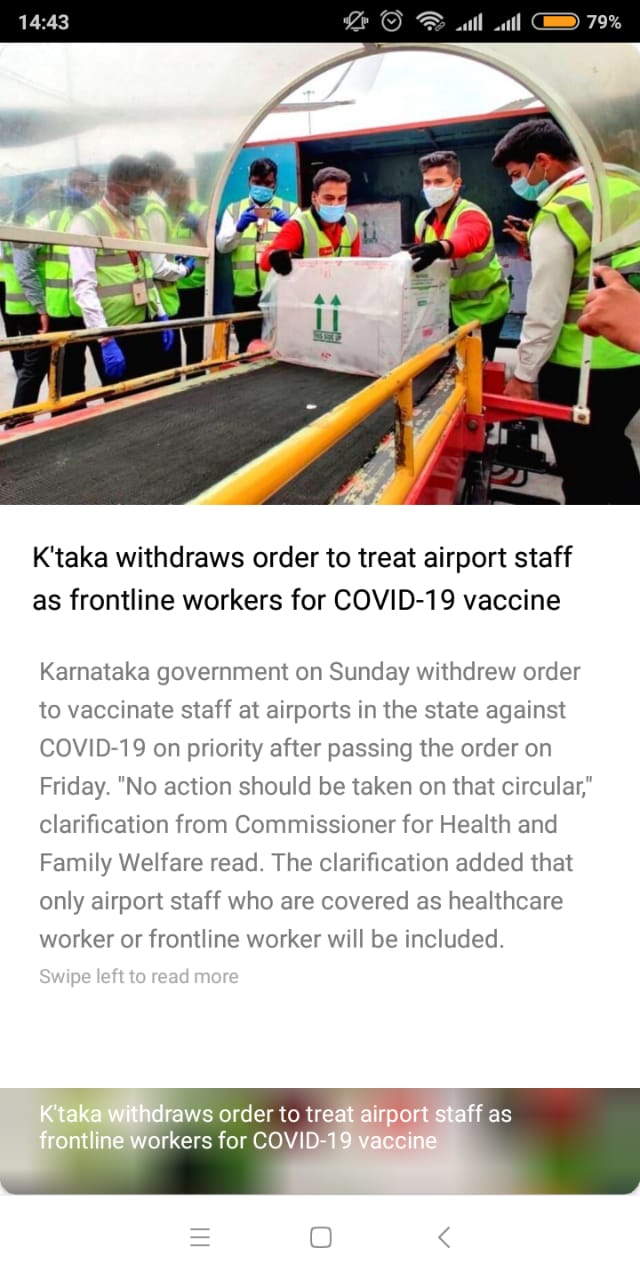 14:43
79%
THIS SIDE UP
K'taka withdraws order to treat airport staff
as frontline workers for COVID-19 vaccine
Karnataka government on Sunday withdrew order
to vaccinate staff at airports in the state against
COVID-19 on priority after passing the order on
Friday. "No action should be taken on that circular,"
clarification from Commissioner for Health and
Family Welfare read. The clarification added that
only airport staff who are covered as healthcare
worker or frontline worker will be included.
Swipe left to read more
K'taka withdraws order to treat airport staff as
frontline workers for COVID-19 vaccine